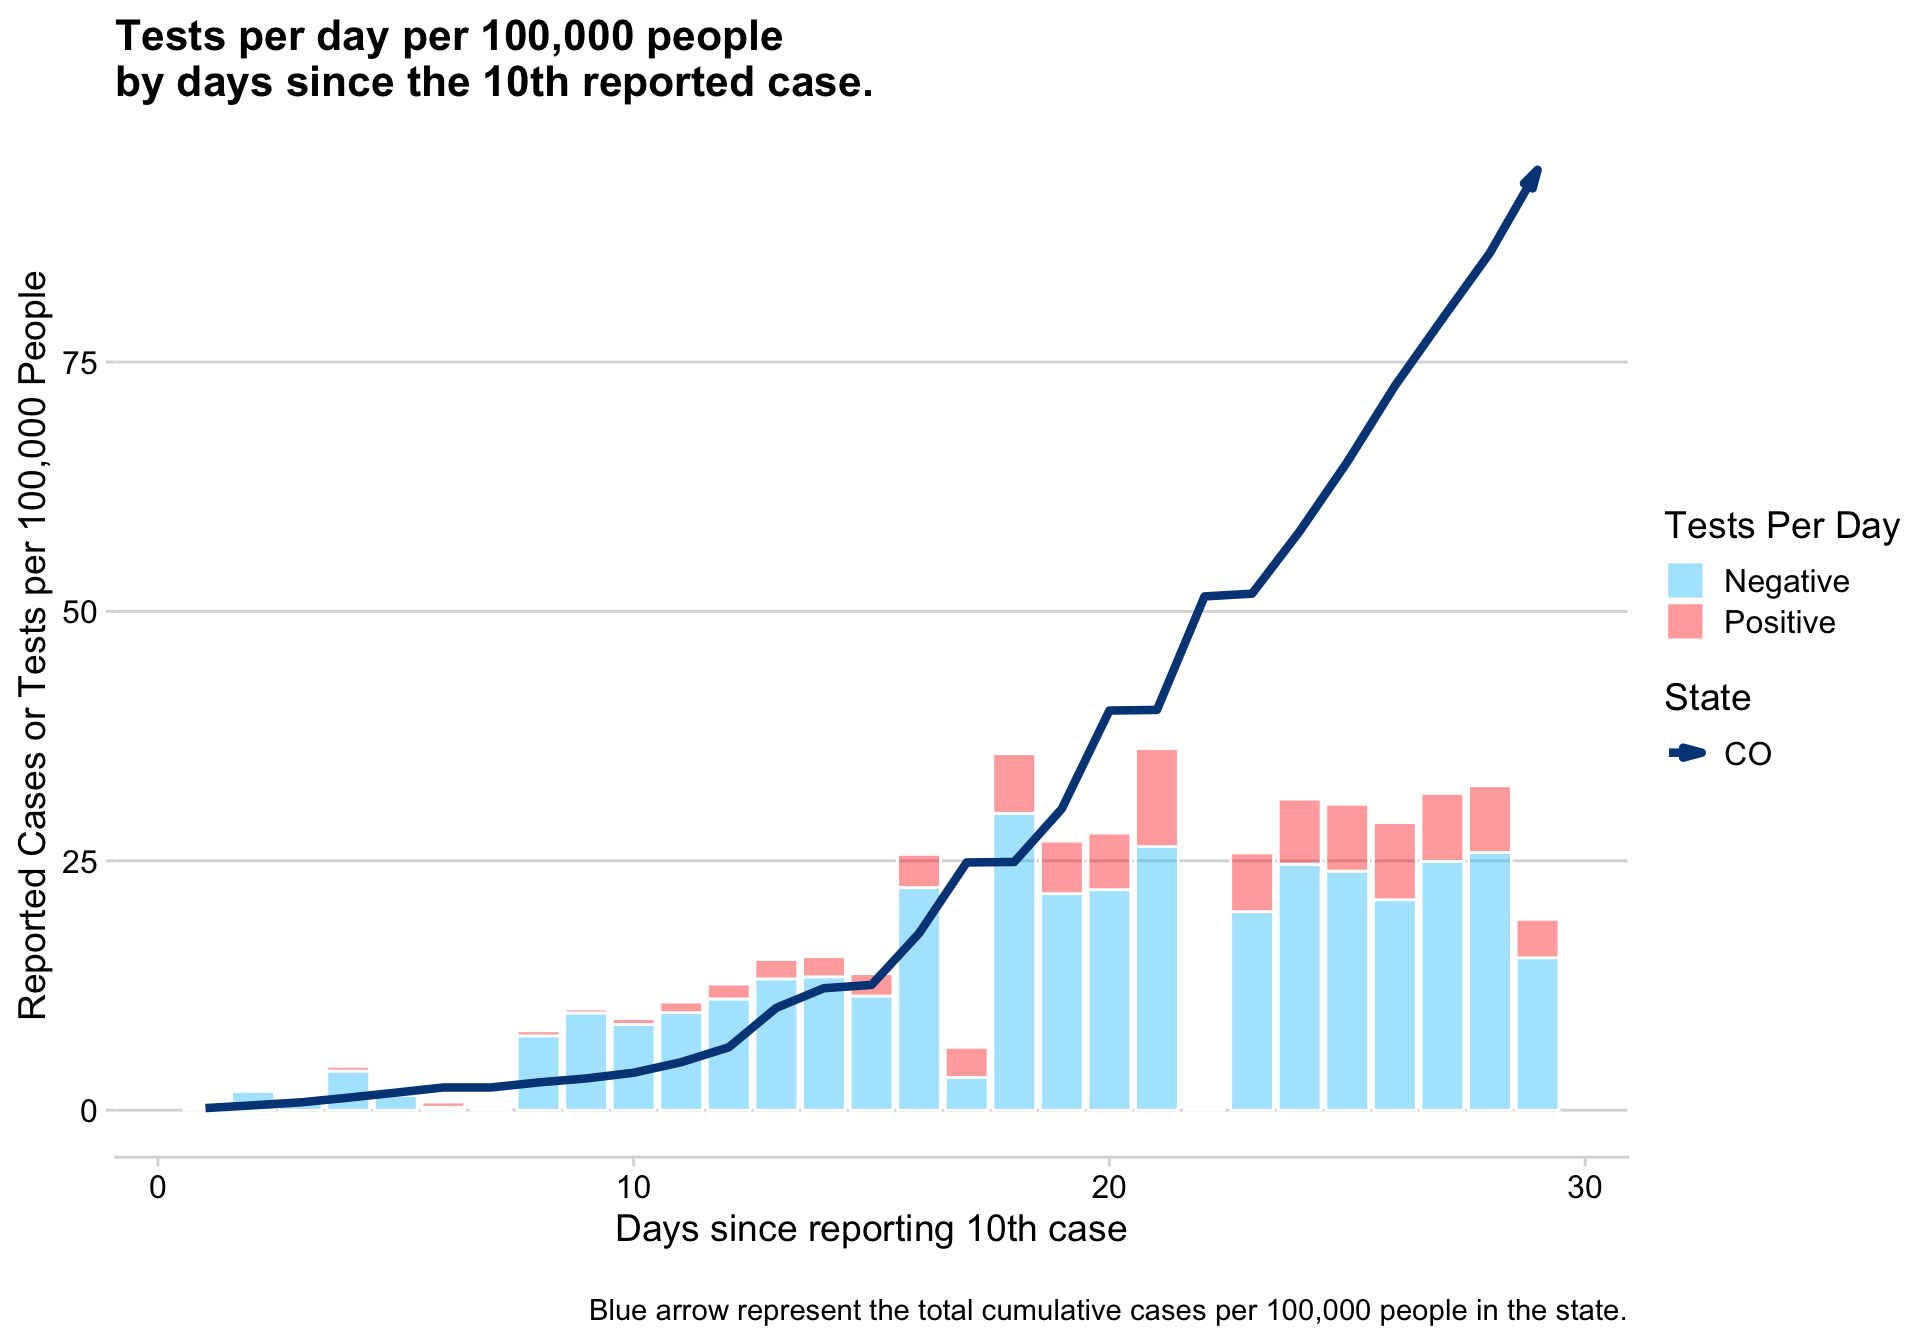 Tests per day per 100,000 people
by days since the 10th reported case.
Reported Cases or Tests per 100,000 People
75
50
25
0
0
10
20
30
Days since reporting 10th case
Tests Per Day
Negative
Positive
State
CO
Blue arrow represent the total cumulative cases per 100,000 people in the state.